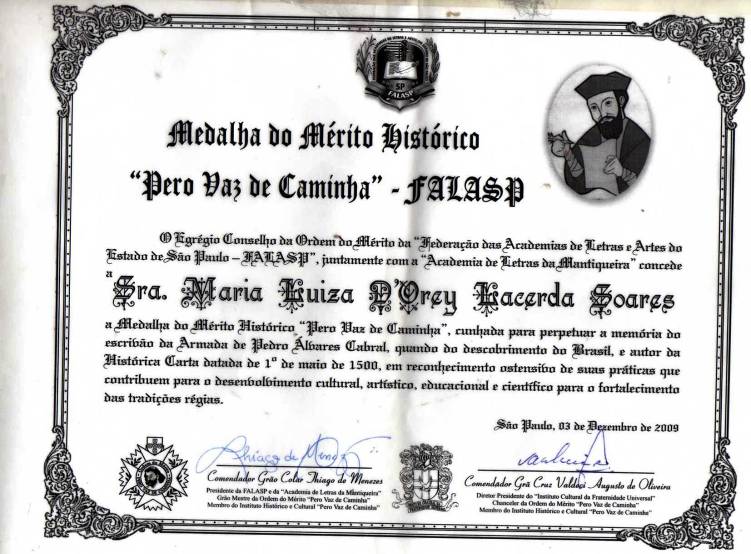 SP
FALASP
Medalha do Mérito Histórico
"Pero Vaz de Caminha" - FALASP
O Egrégio Conselho da Ordem do Mérito da "Federação das Academias de Letras e Artes do
Estado de São Paulo – FALASP", juntamente com a "Academia de Letras da Mantiqueira" concede
a
Sra. Maria Luiza D'Orey Lacerda Soares
a Medalha do Mérito Histórico "Pero Vaz de Caminha", cunhada para perpetuar a memória do
escrivão da Armada de Pedro Álvares Cabral, quando do descobrimento do Brasil, e autor da
Histórica Carta datada de 1º de maio de 1500, em reconhecimento ostensivo de suas práticas que
contribuem para o desenvolvimento cultural, artístico, educacional e científico para o fortalecimento
das tradições régias.
São Paulo, 03 de Dezembro de 2009
Thiago de Menezes
Comendador Grão Colar Thiago de Menezes
Presidente da FALASP e da "Academia de Letras da Mantiqueira"
Grão Mestre da Ordem do Mérito "Pero Vaz de Caminha"
Membro do Instituto Histórico e Cultural "Pero Vaz de Caminha"
Comendador Grã Cruz Valdeci Augusto de Oliveira
Diretor Presidente do "Instituto Cultural da Fraternidade Universal"
Chanceler da Ordem do Mérito "Pero Vaz de Caminha"
Membro do Instituto Histórico e Cultural "Pero Vaz de Caminha"